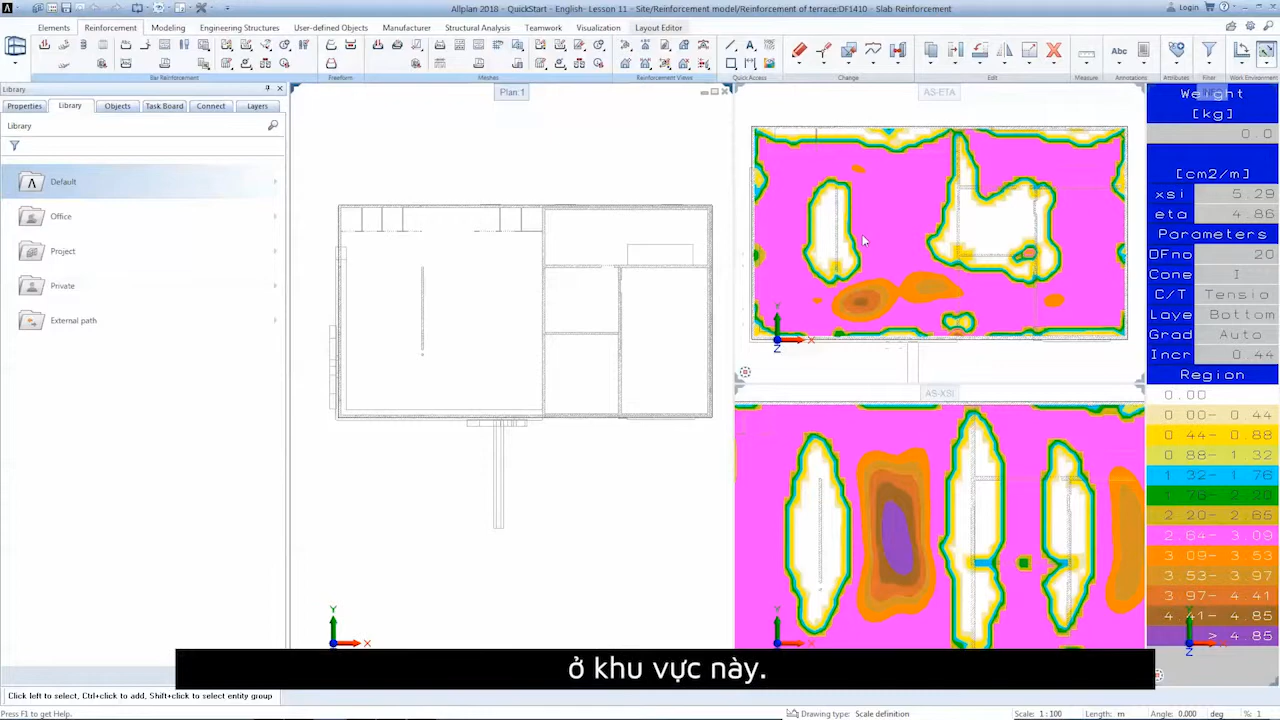 Allplan 2018 - QuickStart - English- Lesson 11 - Site/Reinforcement model/Reinforcement of terrace:DF1410 - Slab Reinforcement
Login
Elements
Reinforcement
Modeling
Engineering Structures
User-defined Objects
Manufacturer
Structural Analysis
Teamwork
Visualization
Layout Editor
Abc
Bar Reinforcement
Freeform
Meshes
Reinforcement Views
Quick Access
Change
Edit
Measure
Annotations
Attributes
Filter
Work Environment
Library
Properties
Library
Objects
Task Board
Connect
Layers
Library
Default
Office
Project
Private
External path
Plan:1
AS-ETA
AS-XSI
Weight
[kg]
0.0
[cm2/m]
xsi 5.29
eta 4.86
Parameters
DFno 20
Cone I
C/T Tensio
Laye Bottom
Grad Auto
Incr 0.44
Region
0.00
0 00- 0 44
0 44- 0 88
0 88- 1 32
1 32- 1 76
1 76- 2 20
2 20- 2 65
2 64- 3 09
3 09- 3 53
3 53- 3 97
3 97- 4 41
4 41- 4 85
> 4.85
Y
X
Z
Y
X
Y
X
Y
Z
ở khu vực này.
Click left to select, Ctrl+click to add, Shift+click to select entity group
Press F1 to get Help.
Drawing type: Scale definition
Scale: 1 : 100
Length: m
Angle: 0.000
deg
%: 1